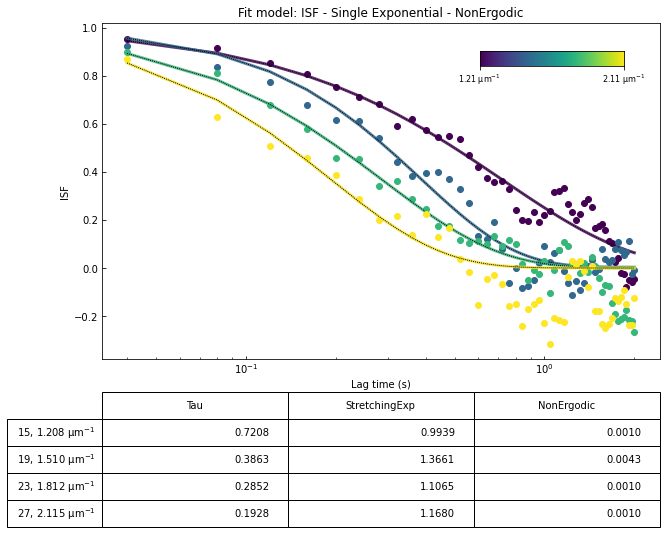 Fit model: ISF - Single Exponential - NonErgodic
1.0
0.8
0.6
0.4
0.2
0.0
−0.2
ISF
1.21 μm⁻¹ 2.11 μm⁻¹
10⁻¹ 10⁰
Lag time (s)
Tau StretchingExp NonErgodic
15, 1.208 μm⁻¹ 0.7208 0.9939 0.0010
19, 1.510 μm⁻¹ 0.3863 1.3661 0.0043
23, 1.812 μm⁻¹ 0.2852 1.1065 0.0010
27, 2.115 μm⁻¹ 0.1928 1.1680 0.0010